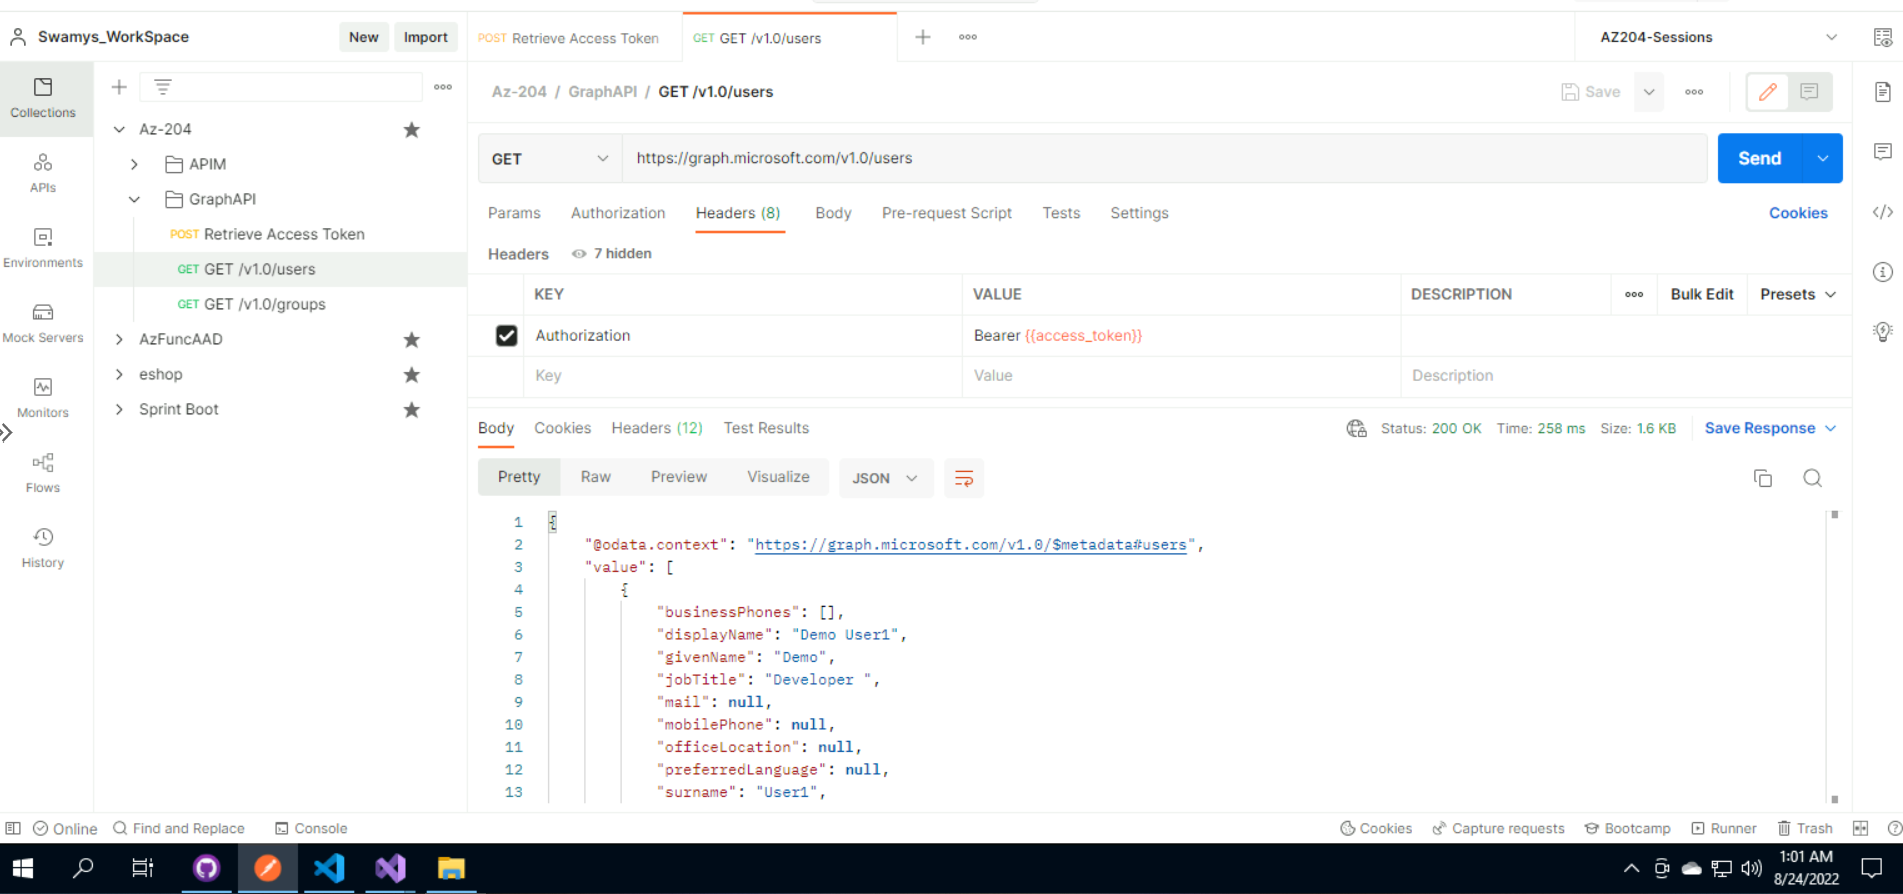 Swamys_WorkSpace
New
Import
POST Retrieve Access Token
GET GET /v1.0/users
AZ204-Sessions
Collections
APIs
Environments
Mock Servers
Monitors
Flows
History
Az-204
APIM
GraphAPI
POST Retrieve Access Token
GET GET /v1.0/users
GET GET /v1.0/groups
AzFuncAAD
eshop
Sprint Boot
Az-204 / GraphAPI / GET /v1.0/users
Save
GET https://graph.microsoft.com/v1.0/users
Send
Params Authorization Headers (8) Body Pre-request Script Tests Settings Cookies
Headers 7 hidden
KEY VALUE DESCRIPTION Bulk Edit Presets
Authorization Bearer {{access_token}}
Key Value Description
Body Cookies Headers (12) Test Results Status: 200 OK Time: 258 ms Size: 1.6 KB Save Response
Pretty Raw Preview Visualize JSON
1 {
2 "@odata.context": "https://graph.microsoft.com/v1.0/$metadata#users",
3 "value": [
4 {
5 "businessPhones": [],
6 "displayName": "Demo User1",
7 "givenName": "Demo",
8 "jobTitle": "Developer ",
9 "mail": null,
10 "mobilePhone": null,
11 "officeLocation": null,
12 "preferredLanguage": null,
13 "surname": "User1",
Online Find and Replace Console Cookies Capture requests Bootcamp Runner Trash
1:01 AM
8/24/2022